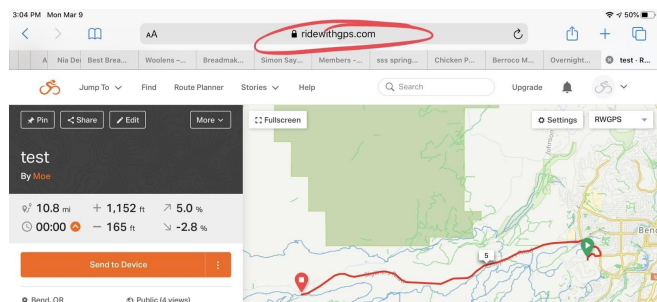 3:04 PM Mon Mar 9 50%
AA ridewithgps.com
A Nia De Best Brea... Woolens –... Breadmak... Simon Say... Members –... sss spring... Chicken P... Berroco M... Overnight... test · R...
Jump To Find Route Planner Stories Help Search Upgrade
Pin Share Edit More Fullscreen Settings RWGPS
test
By Moe
10.8 mi + 1,152 ft 5.0 %
00:00 − 165 ft -2.8 %
Send to Device
Bend, OR Public (4 views)
5
Bend